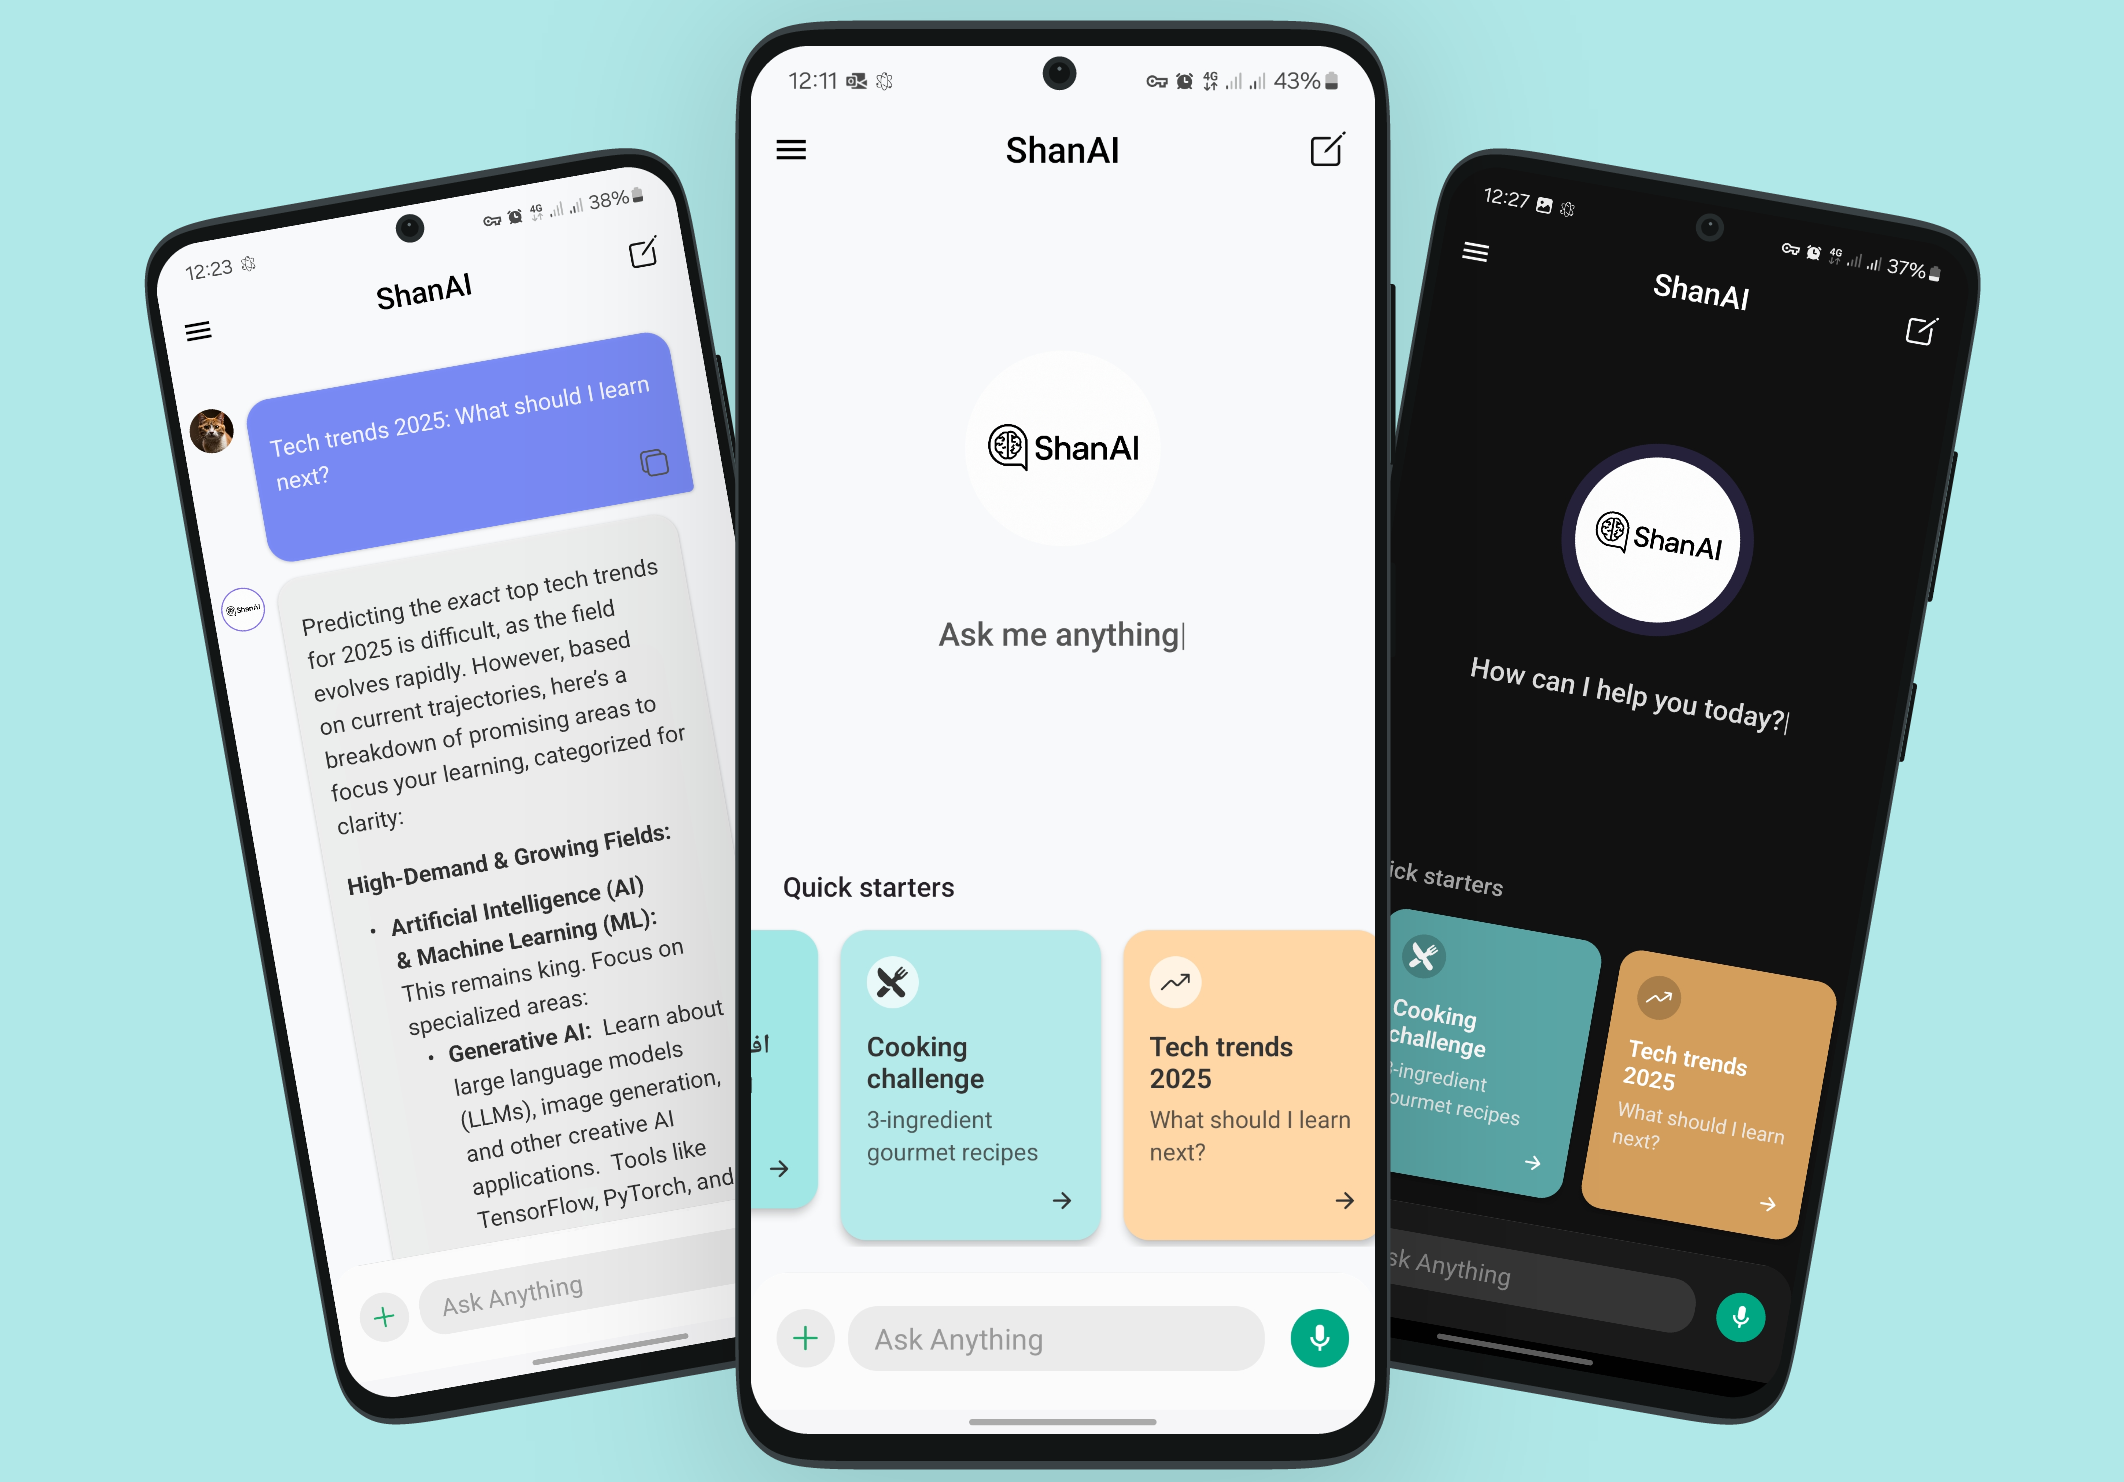 12:23
38%
ShanAI
Tech trends 2025: What should I learn
next?
ShanAI
Predicting the exact top tech trends
for 2025 is difficult, as the field
evolves rapidly. However, based
on current trajectories, here's a
breakdown of promising areas to
focus your learning, categorized for
clarity:
High-Demand & Growing Fields:
• Artificial Intelligence (AI)
& Machine Learning (ML):
This remains king. Focus on
specialized areas:
• Generative AI: Learn about
large language models
(LLMs), image generation,
and other creative AI
applications. Tools like
TensorFlow, PyTorch, and
Ask Anything
12:11
4G
43%
ShanAI
ShanAI
Ask me anything
Quick starters
Cooking
challenge
3-ingredient
gourmet recipes
Tech trends
2025
What should I learn
next?
Ask Anything
12:27
4G
37%
ShanAI
ShanAI
How can I help you today?
ick starters
Cooking
challenge
-ingredient
ourmet recipes
Tech trends
2025
What should I learn
next?
sk Anything